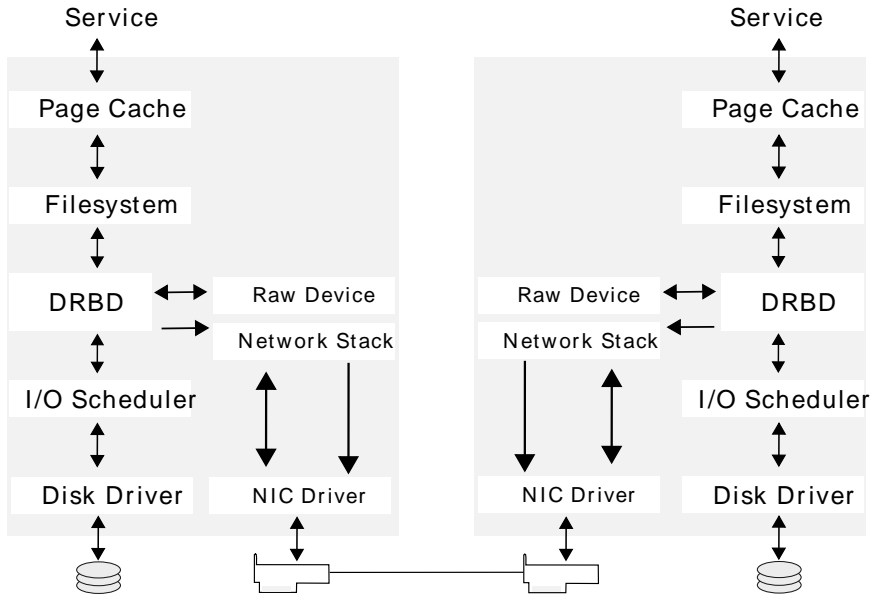 Service
Service
Page Cache
Page Cache
Filesystem
Filesystem
DRBD
Raw Device
Raw Device
DRBD
Network Stack
Network Stack
I/O Scheduler
I/O Scheduler
Disk Driver
NIC Driver
NIC Driver
Disk Driver